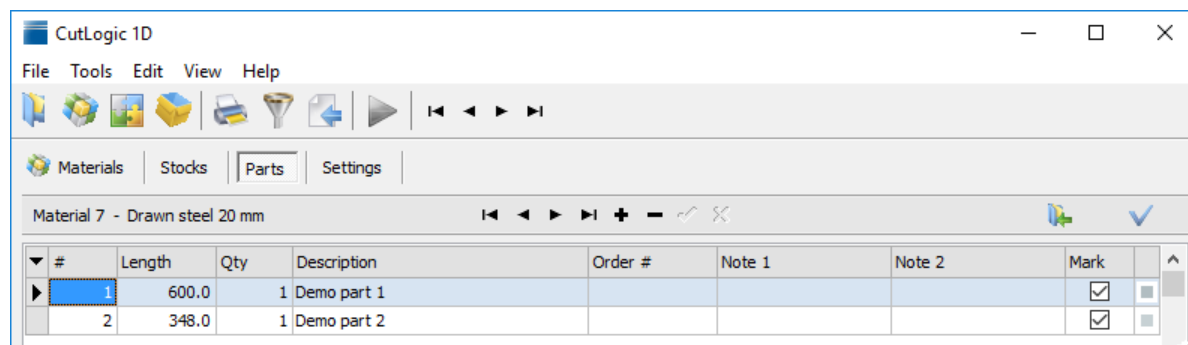 CutLogic 1D
File Tools Edit View Help
Materials Stocks Parts Settings
Material 7 - Drawn steel 20 mm
# Length Qty Description Order # Note 1 Note 2 Mark
1 600.0 1 Demo part 1
2 348.0 1 Demo part 2